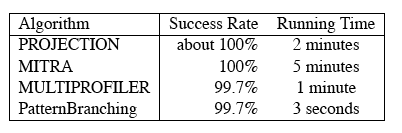 Algorithm Success Rate Running Time
PROJECTION about 100% 2 minutes
MITRA 100% 5 minutes
MULTIPROFILER 99.7% 1 minute
PatternBranching 99.7% 3 seconds